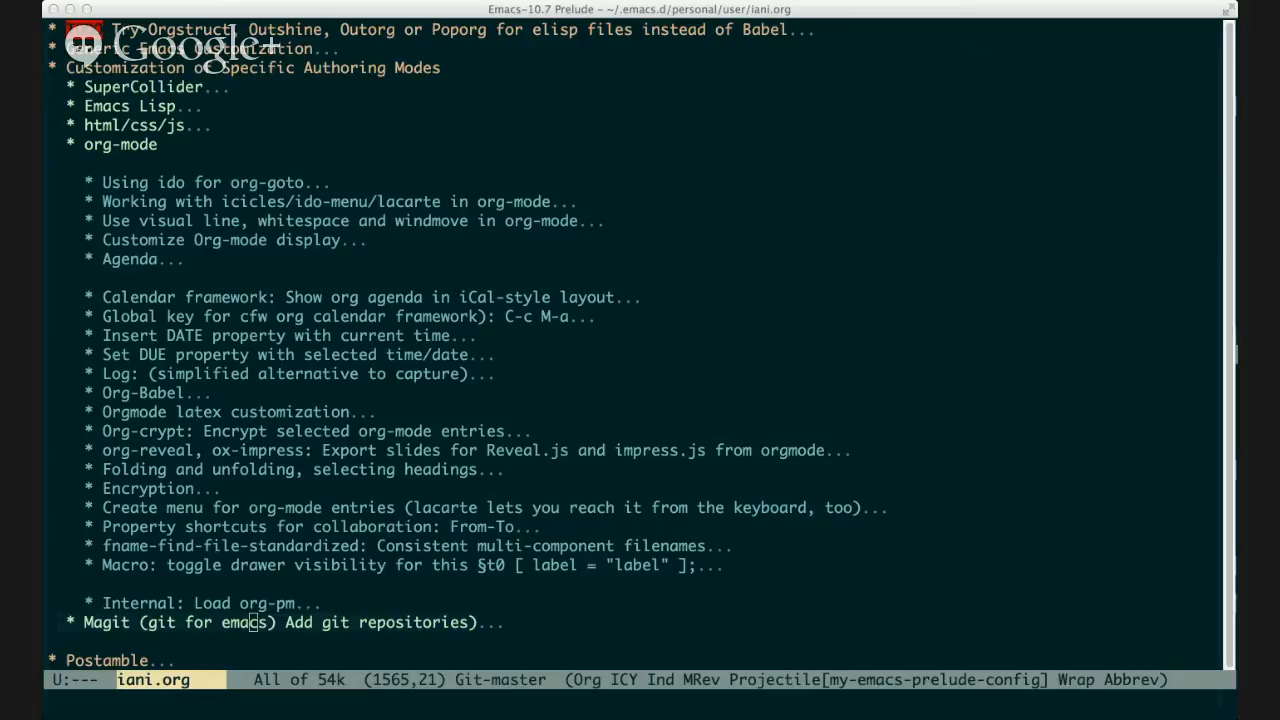 Emacs-10.7 Prelude - ~/.emacs.d/personal/user/iani.org
* Try Orgstruct, Outshine, Outorg or Poporg for elisp files instead of Babel...
Google+
* Generic Emacs Customization...
* Customization of Specific Authoring Modes
* SuperCollider...
* Emacs Lisp...
* html/css/js...
* org-mode
* Using ido for org-goto...
* Working with icicles/ido-menu/lacarte in org-mode...
* Use visual line, whitespace and windmove in org-mode...
* Customize Org-mode display...
* Agenda...
* Calendar framework: Show org agenda in iCal-style layout...
* Global key for cfw org calendar framework): C-c M-a...
* Insert DATE property with current time...
* Set DUE property with selected time/date...
* Log: (simplified alternative to capture)...
* Org-Babel...
* Orgmode latex customization...
* Org-crypt: Encrypt selected org-mode entries...
* org-reveal, ox-impress: Export slides for Reveal.js and impress.js from orgmode...
* Folding and unfolding, selecting headings...
* Encryption...
* Create menu for org-mode entries (lacarte lets you reach it from the keyboard, too)...
* Property shortcuts for collaboration: From-To...
* fname-find-file-standardized: Consistent multi-component filenames...
* Macro: toggle drawer visibility for this §t0 [ label = "label" ];...
* Internal: Load org-pm...
* Magit (git for emacs) Add git repositories)...
* Postamble...
U:--- iani.org All of 54k (1565,21) Git-master (Org ICY Ind MRev Projectile[my-emacs-prelude-config] Wrap Abbrev)